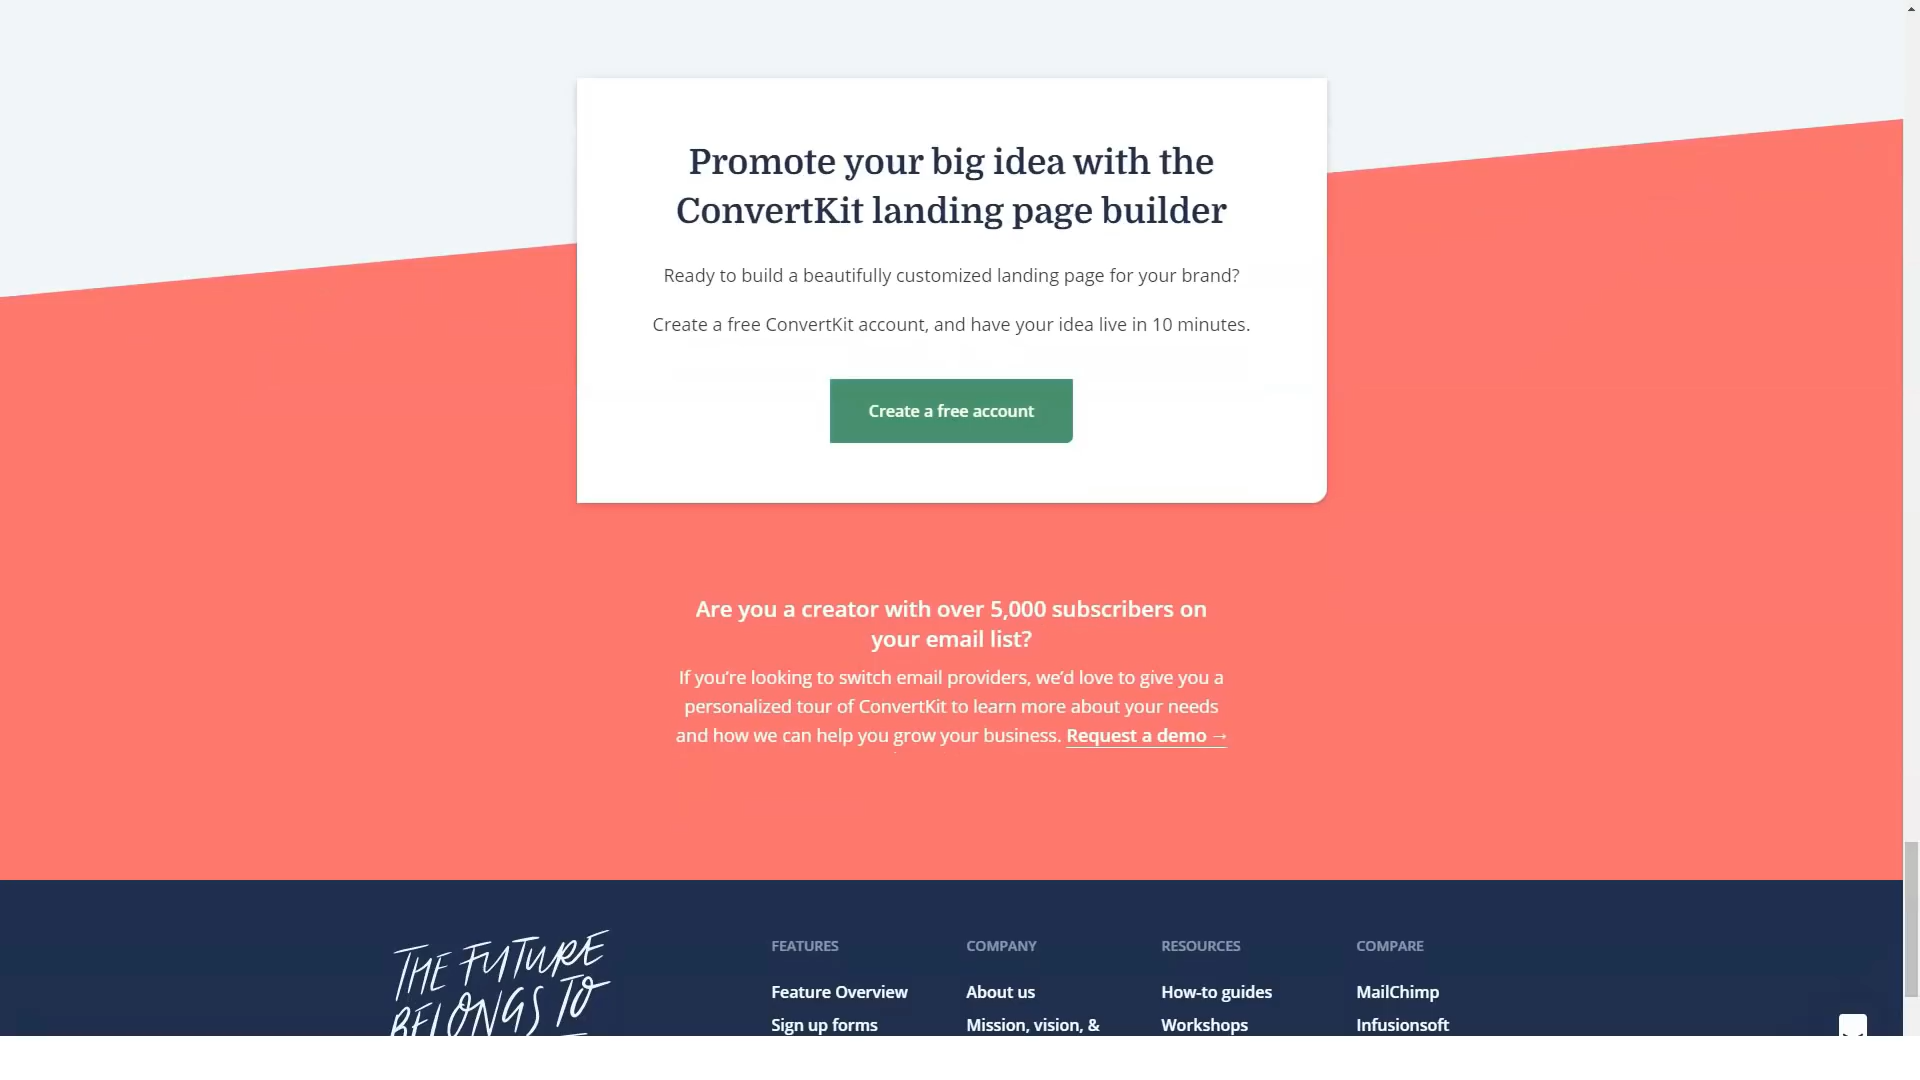 Promote your big idea with the
ConvertKit landing page builder
Ready to build a beautifully customized landing page for your brand?
Create a free ConvertKit account, and have your idea live in 10 minutes.
Create a free account
Are you a creator with over 5,000 subscribers on
your email list?
If you’re looking to switch email providers, we’d love to give you a
personalized tour of ConvertKit to learn more about your needs
and how we can help you grow your business. Request a demo →
THE FUTURE
BELONGS TO
FEATURES
Feature Overview
Sign up forms
COMPANY
About us
Mission, vision, &
RESOURCES
How-to guides
Workshops
COMPARE
MailChimp
Infusionsoft